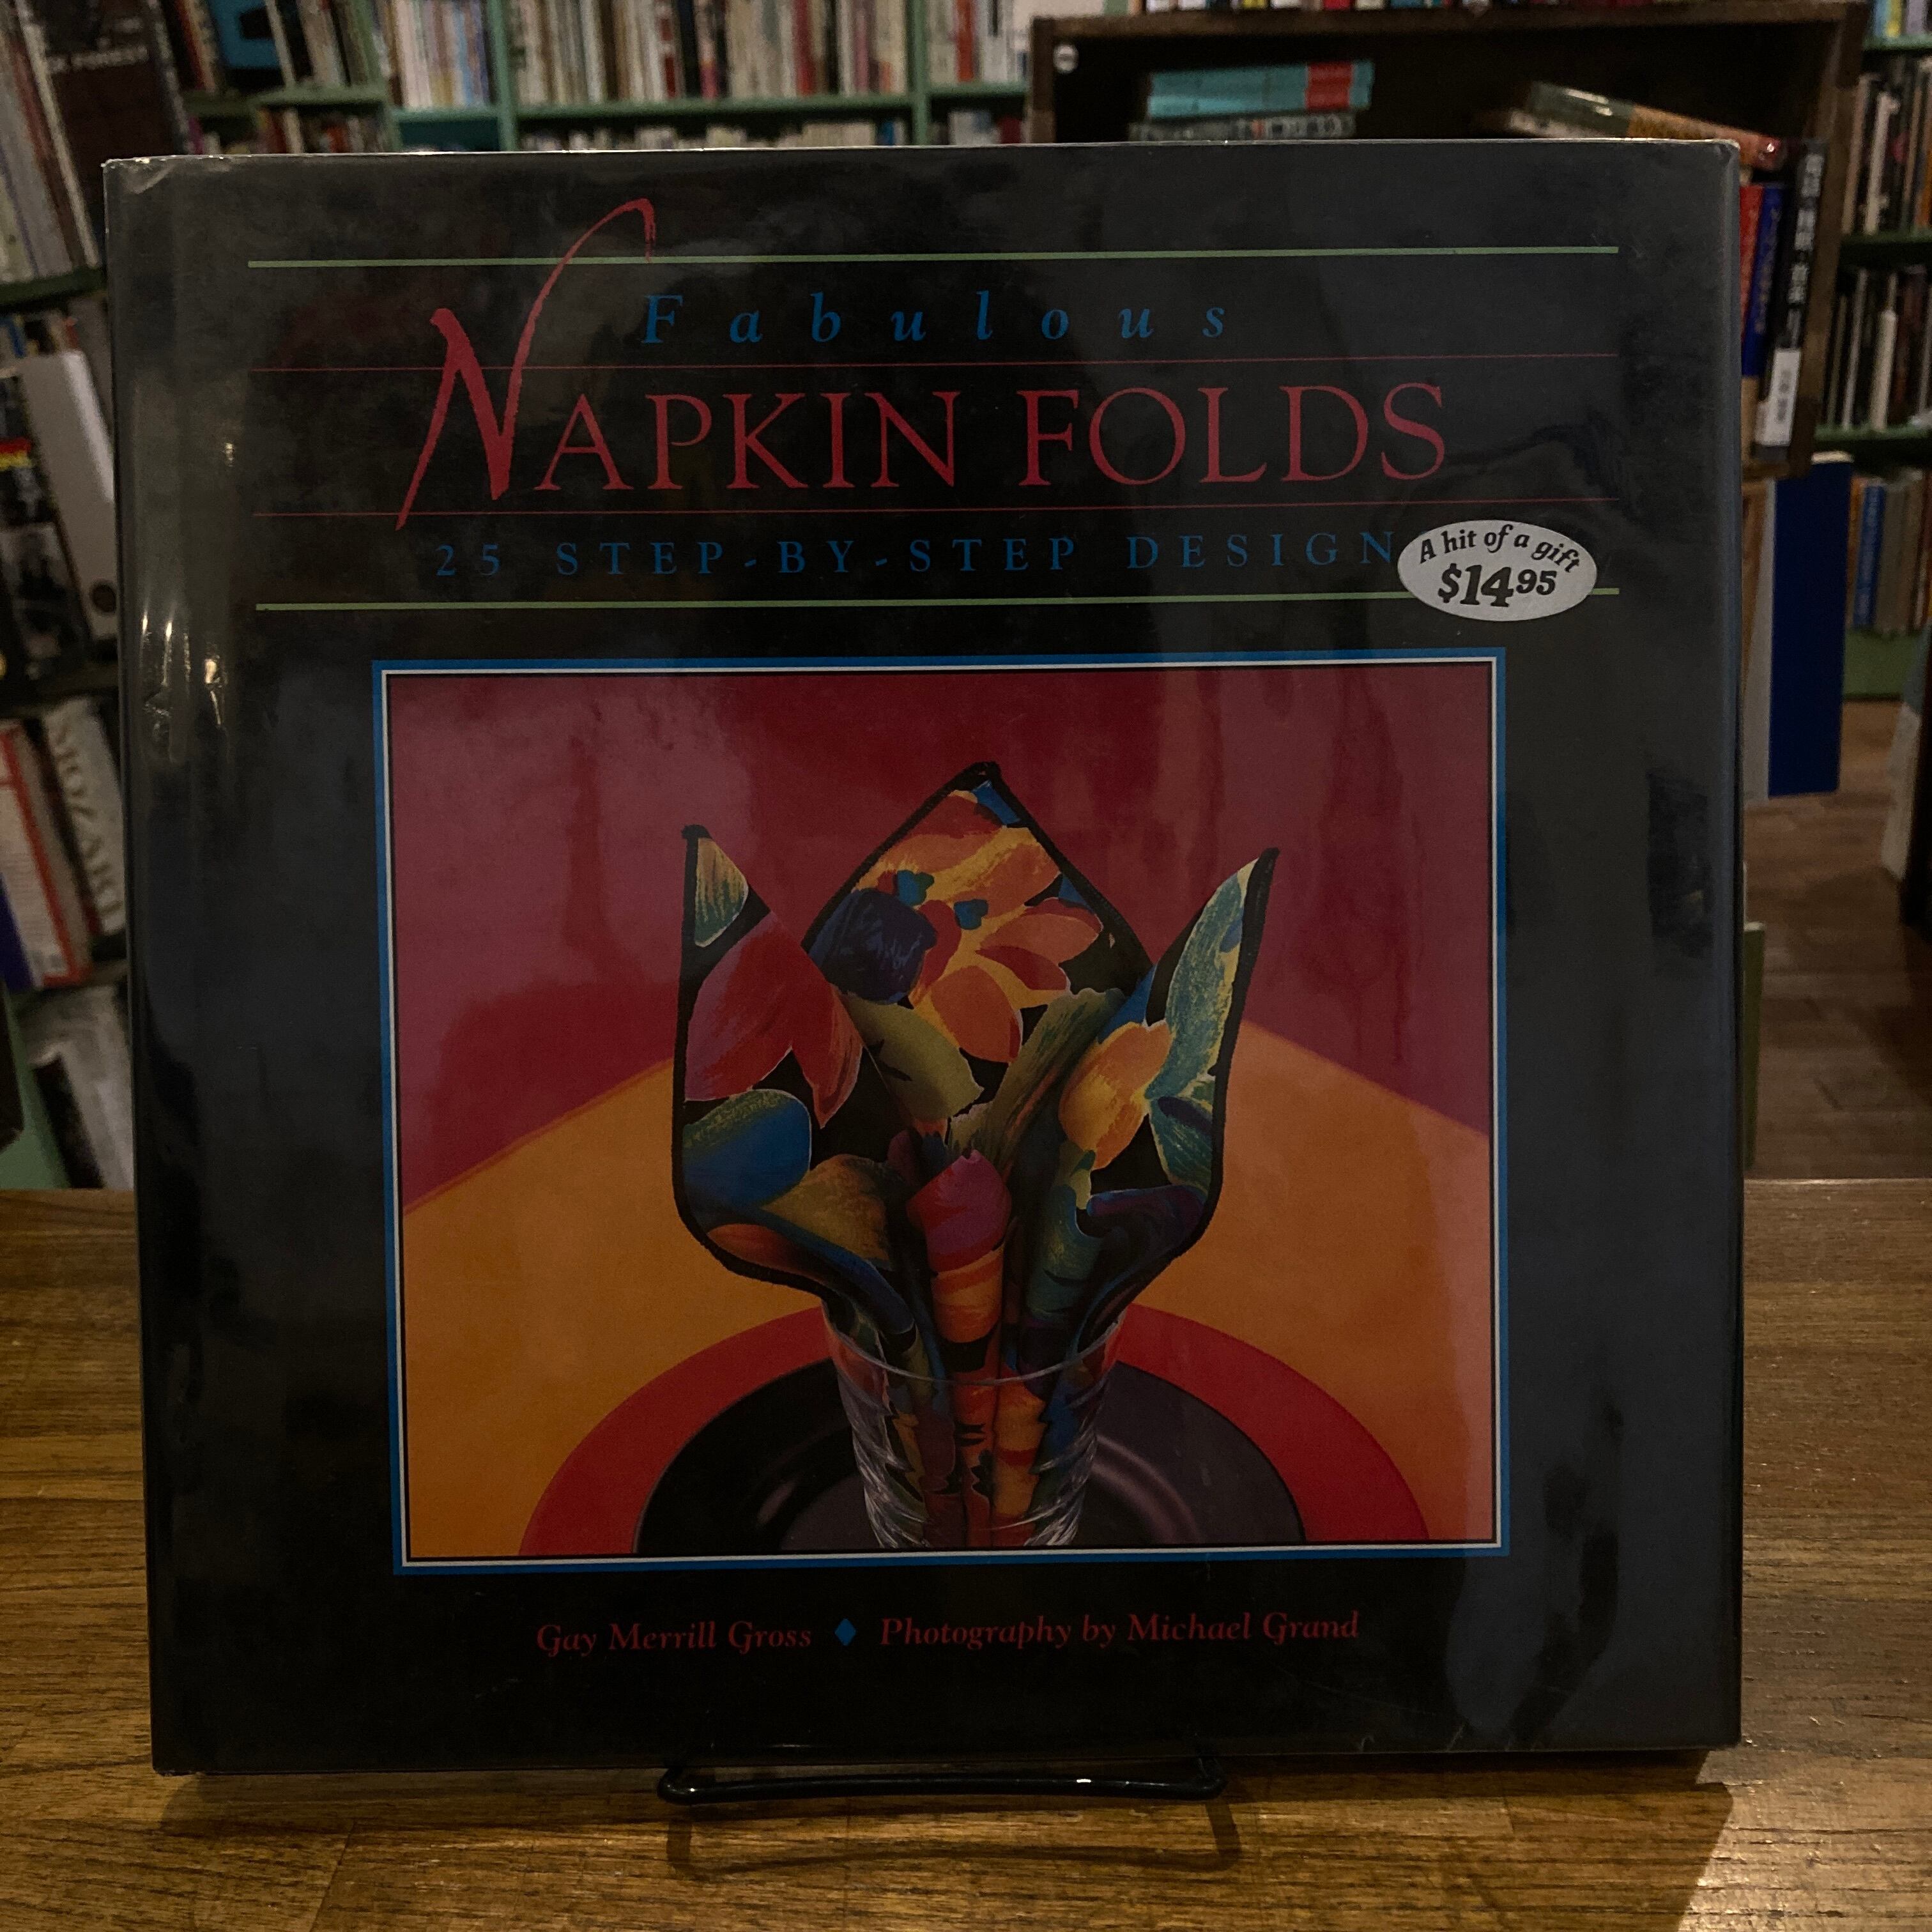 Fabulous
NAPKIN FOLDS
25 STEP-BY-STEP DESIGN
A hit of a gift
$14.95
Gay Merrill Gross ♦ Photography by Michael Grand
MOZART